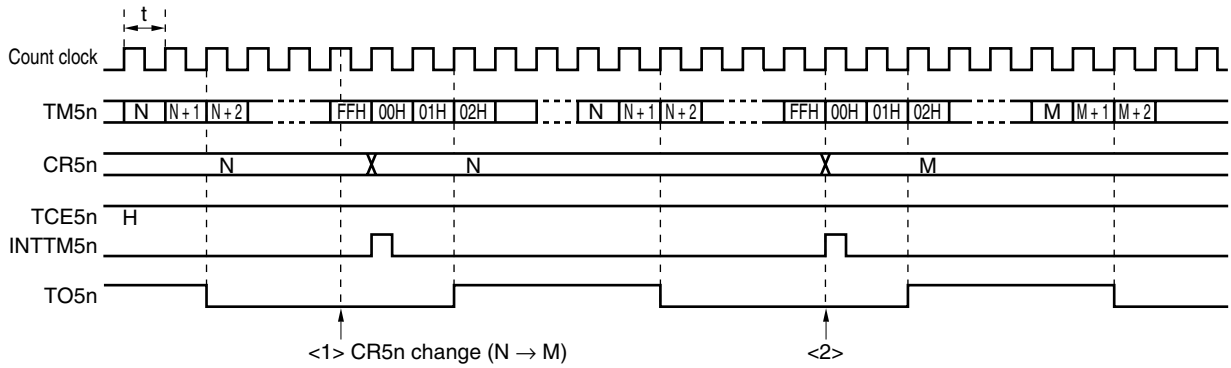 t
Count clock
TM5n N N + 1 N + 2 FFH 00H 01H 02H N N + 1 N + 2 FFH 00H 01H 02H M M + 1 M + 2
CR5n N N M
TCE5n H
INTTM5n
TO5n
<1> CR5n change (N → M) <2>